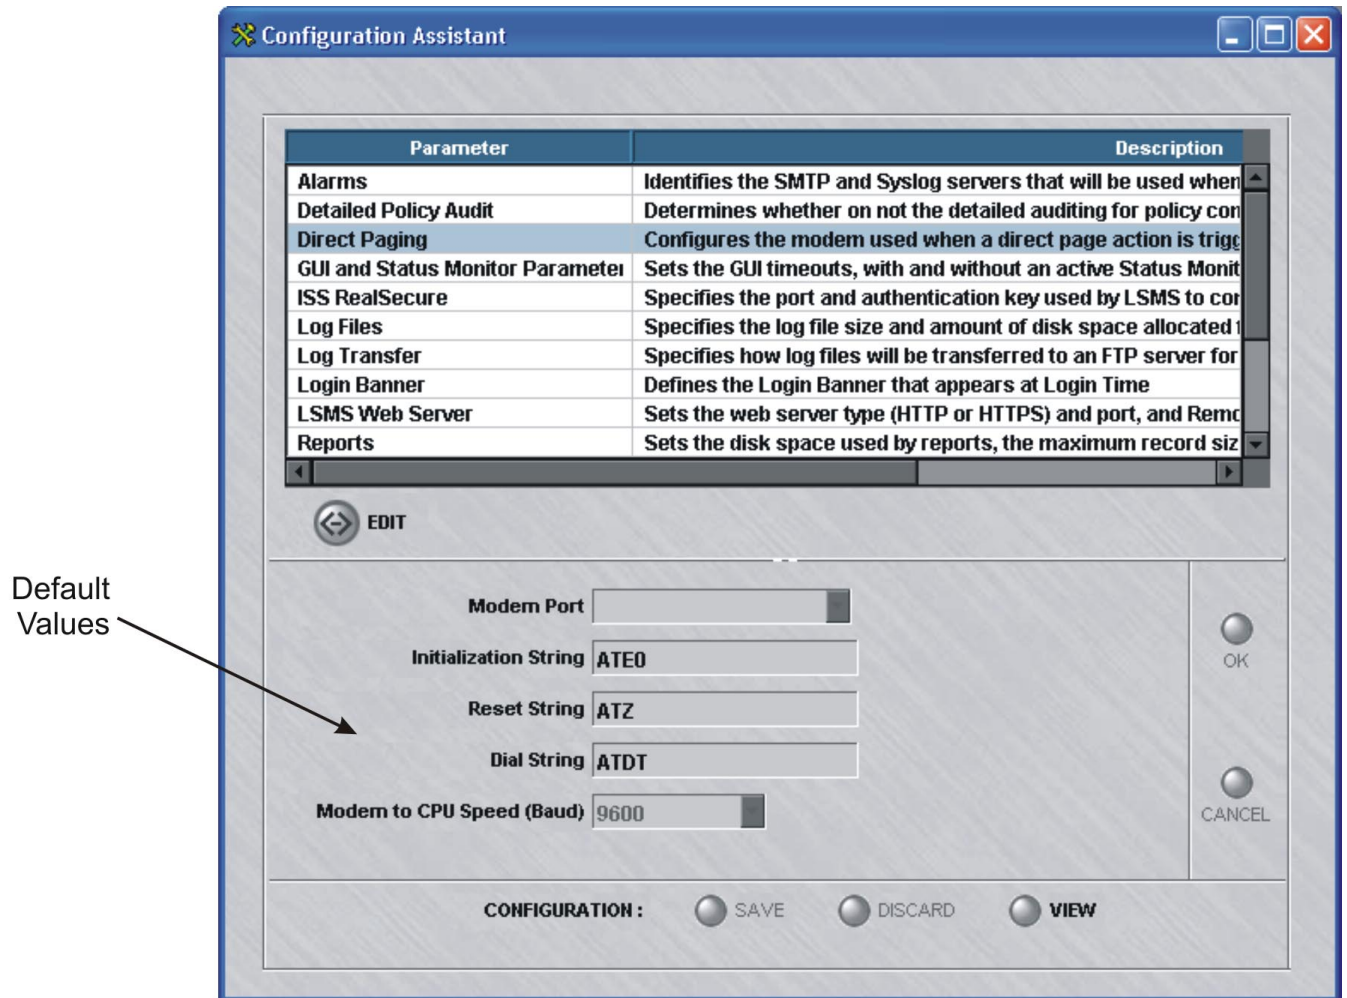 Configuration Assistant
Parameter Description
Alarms Identifies the SMTP and Syslog servers that will be used when
Detailed Policy Audit Determines whether on not the detailed auditing for policy con
Direct Paging Configures the modem used when a direct page action is trigg
GUI and Status Monitor Parameter Sets the GUI timeouts, with and without an active Status Monit
ISS RealSecure Specifies the port and authentication key used by LSMS to con
Log Files Specifies the log file size and amount of disk space allocated f
Log Transfer Specifies how log files will be transferred to an FTP server for
Login Banner Defines the Login Banner that appears at Login Time
LSMS Web Server Sets the web server type (HTTP or HTTPS) and port, and Remo
Reports Sets the disk space used by reports, the maximum record siz
EDIT
Default
Values
Modem Port
Initialization String ATE0
Reset String ATZ
Dial String ATDT
Modem to CPU Speed (Baud) 9600
OK
CANCEL
CONFIGURATION : SAVE DISCARD VIEW